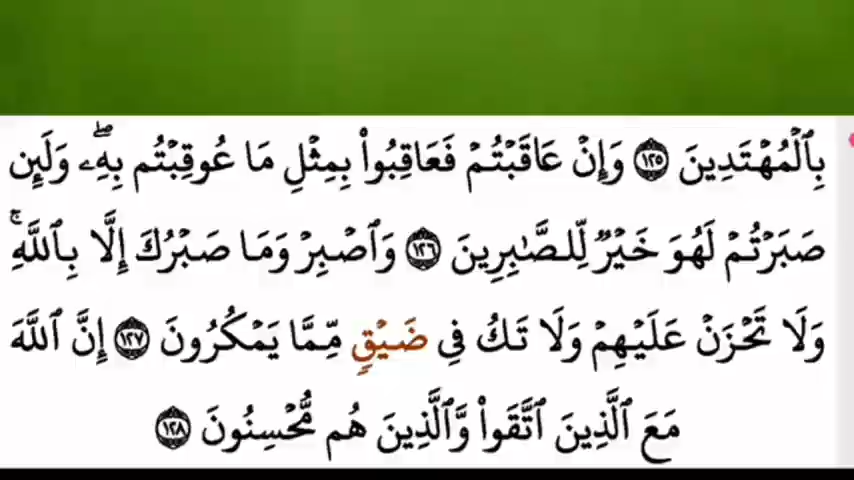 بِٱلۡمُهۡتَدِينَ ١٢٥ وَإِنۡ عَاقَبۡتُمۡ فَعَاقِبُواْ بِمِثۡلِ مَا عُوقِبۡتُم بِهِۦۖ وَلَئِن
صَبَرۡتُمۡ لَهُوَ خَيۡرٞ لِّلصَّٰبِرِينَ ١٢٦ وَٱصۡبِرۡ وَمَا صَبۡرُكَ إِلَّا بِٱللَّهِۚ
وَلَا تَحۡزَنۡ عَلَيۡهِمۡ وَلَا تَكُ فِي ضَيۡقٖ مِّمَّا يَمۡكُرُونَ ١٢٧ إِنَّ ٱللَّهَ
مَعَ ٱلَّذِينَ ٱتَّقَواْ وَّٱلَّذِينَ هُم مُّحۡسِنُونَ ١٢٨